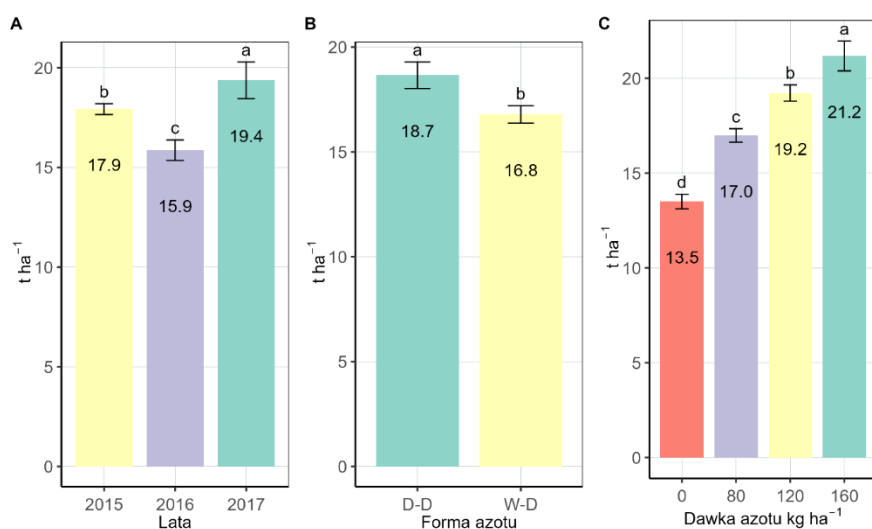 A
t ha⁻¹
20
15
10
5
0
b
c
a
17.9
15.9
19.4
2015 2016 2017
Lata
B
t ha⁻¹
20
15
10
5
0
a
b
18.7
16.8
D-D W-D
Forma azotu
C
t ha⁻¹
20
15
10
5
0
d
c
b
a
13.5
17.0
19.2
21.2
0 80 120 160
Dawka azotu kg ha⁻¹